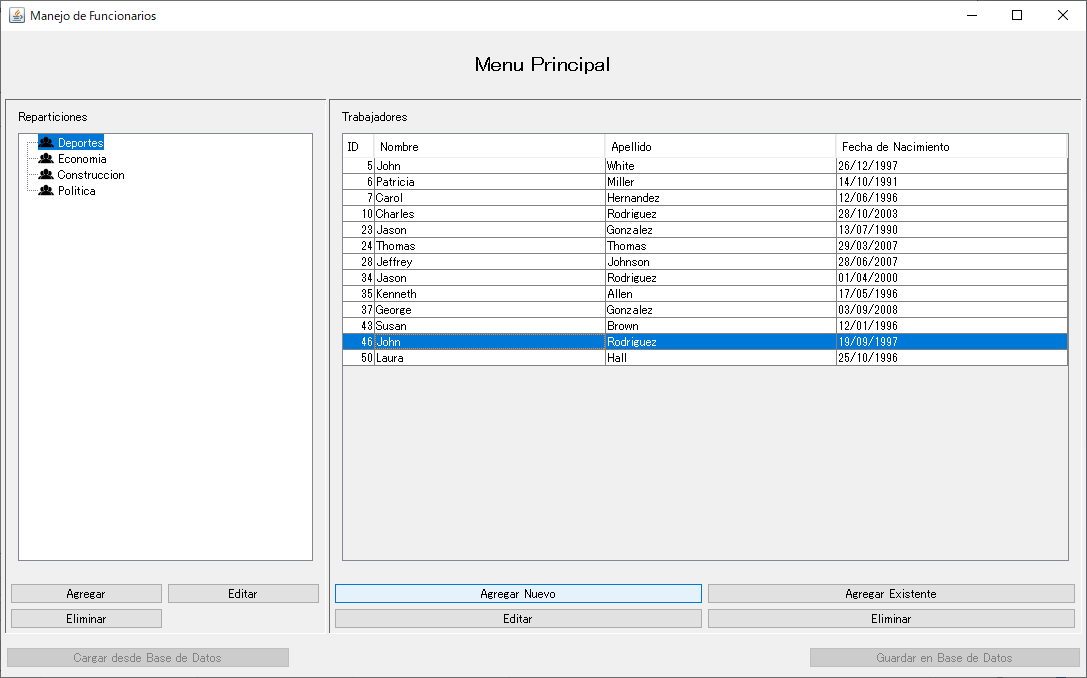 Manejo de Funcionarios
Menu Principal
Reparticiones
Deportes
Economia
Construccion
Politica
Agregar Editar
Eliminar
Trabajadores
ID Nombre Apellido Fecha de Nacimiento
5 John White 26/12/1997
6 Patricia Miller 14/10/1991
7 Carol Hernandez 12/06/1996
10 Charles Rodriguez 28/10/2003
23 Jason Gonzalez 13/07/1990
24 Thomas Thomas 29/03/2007
28 Jeffrey Johnson 28/06/2007
34 Jason Rodriguez 01/04/2000
35 Kenneth Allen 17/05/1996
37 George Gonzalez 03/09/2008
43 Susan Brown 12/01/1996
46 John Rodriguez 19/09/1997
50 Laura Hall 25/10/1996
Agregar Nuevo Agregar Existente
Editar Eliminar
Cargar desde Base de Datos Guardar en Base de Datos